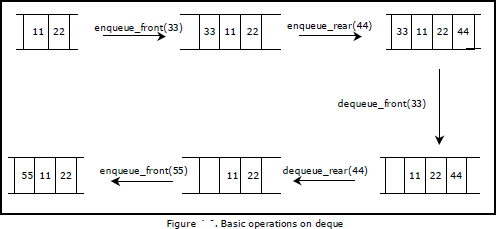 enqueue_front(33)
enqueue_rear(44)
11 22
33 11 22
33 11 22 44
dequeue_front(33)
enqueue_front(55)
dequeue_rear(44)
55 11 22
11 22
11 22 44
Figure . Basic operations on deque